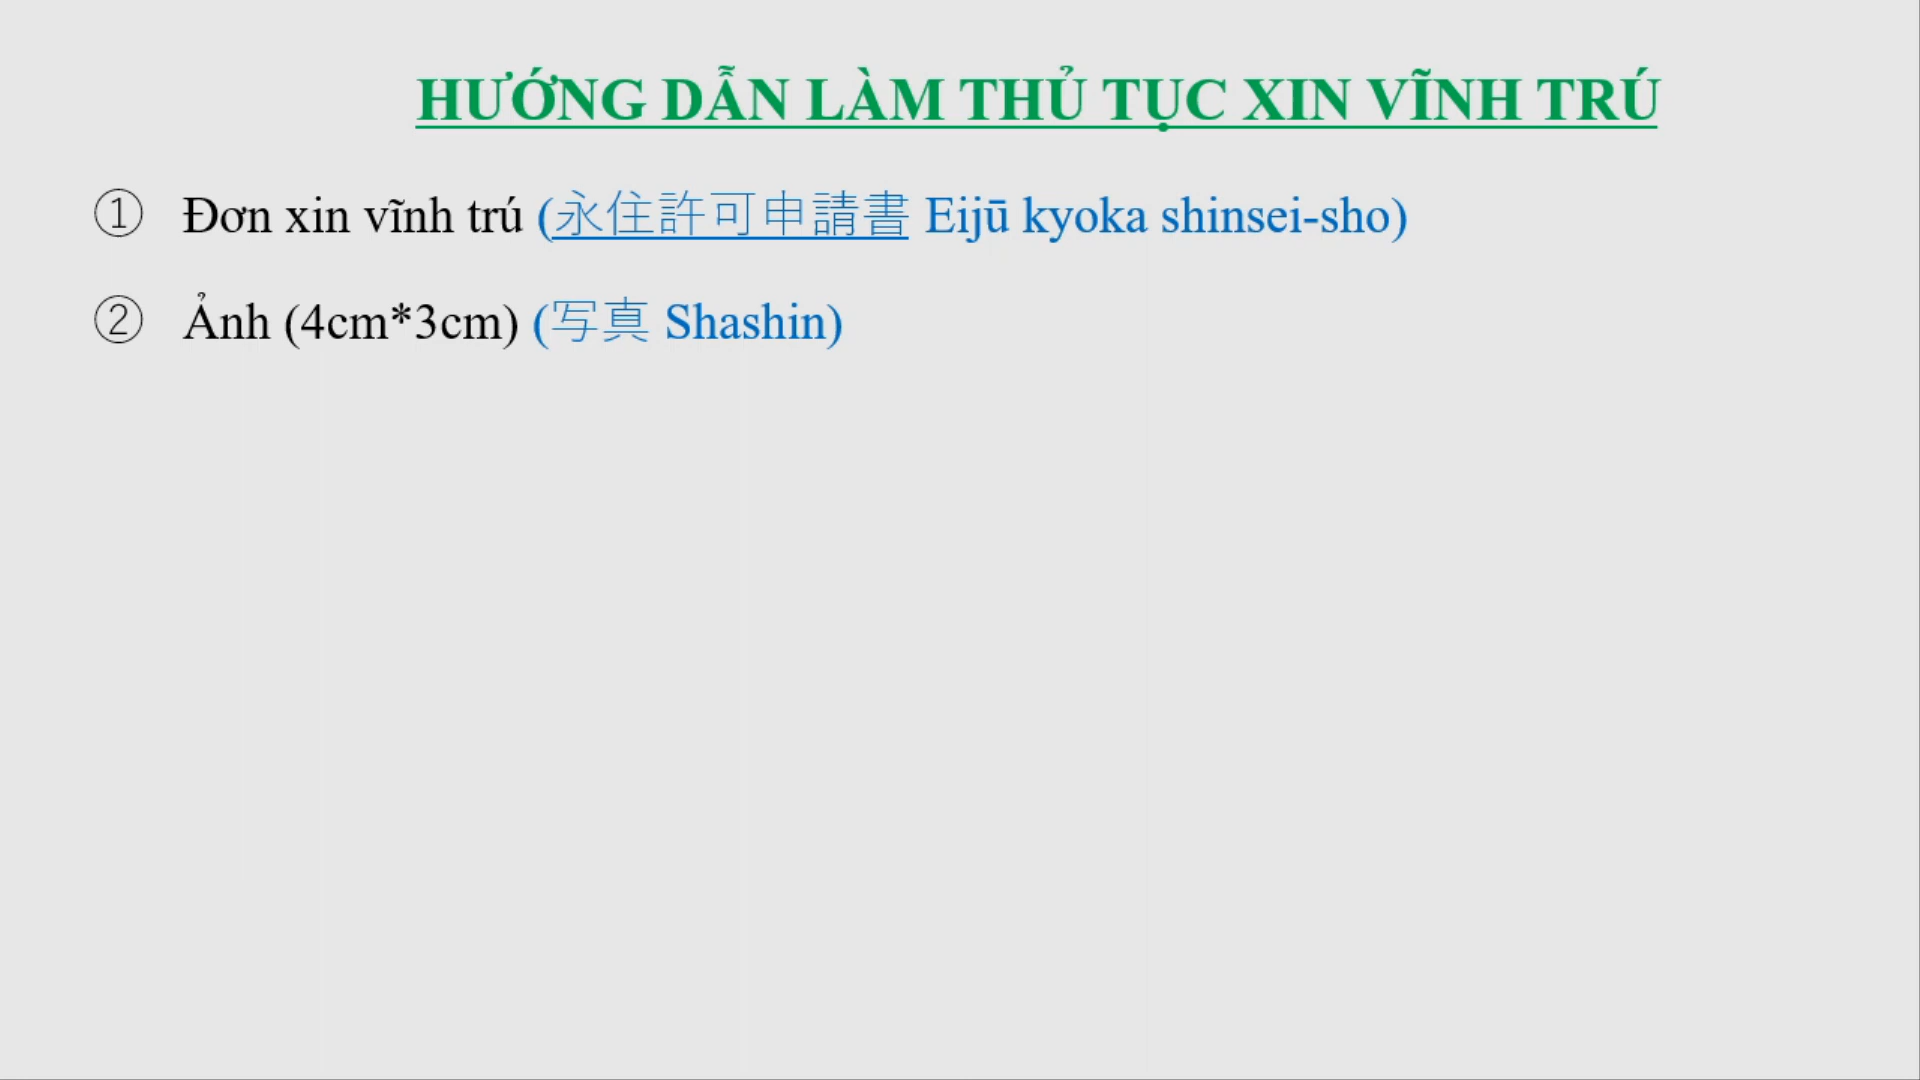 HƯỚNG DẪN LÀM THỦ TỤC XIN VĨNH TRÚ
① Đơn xin vĩnh trú (永住許可申請書 Eijū kyoka shinsei-sho)
② Ảnh (4cm*3cm) (写真 Shashin)